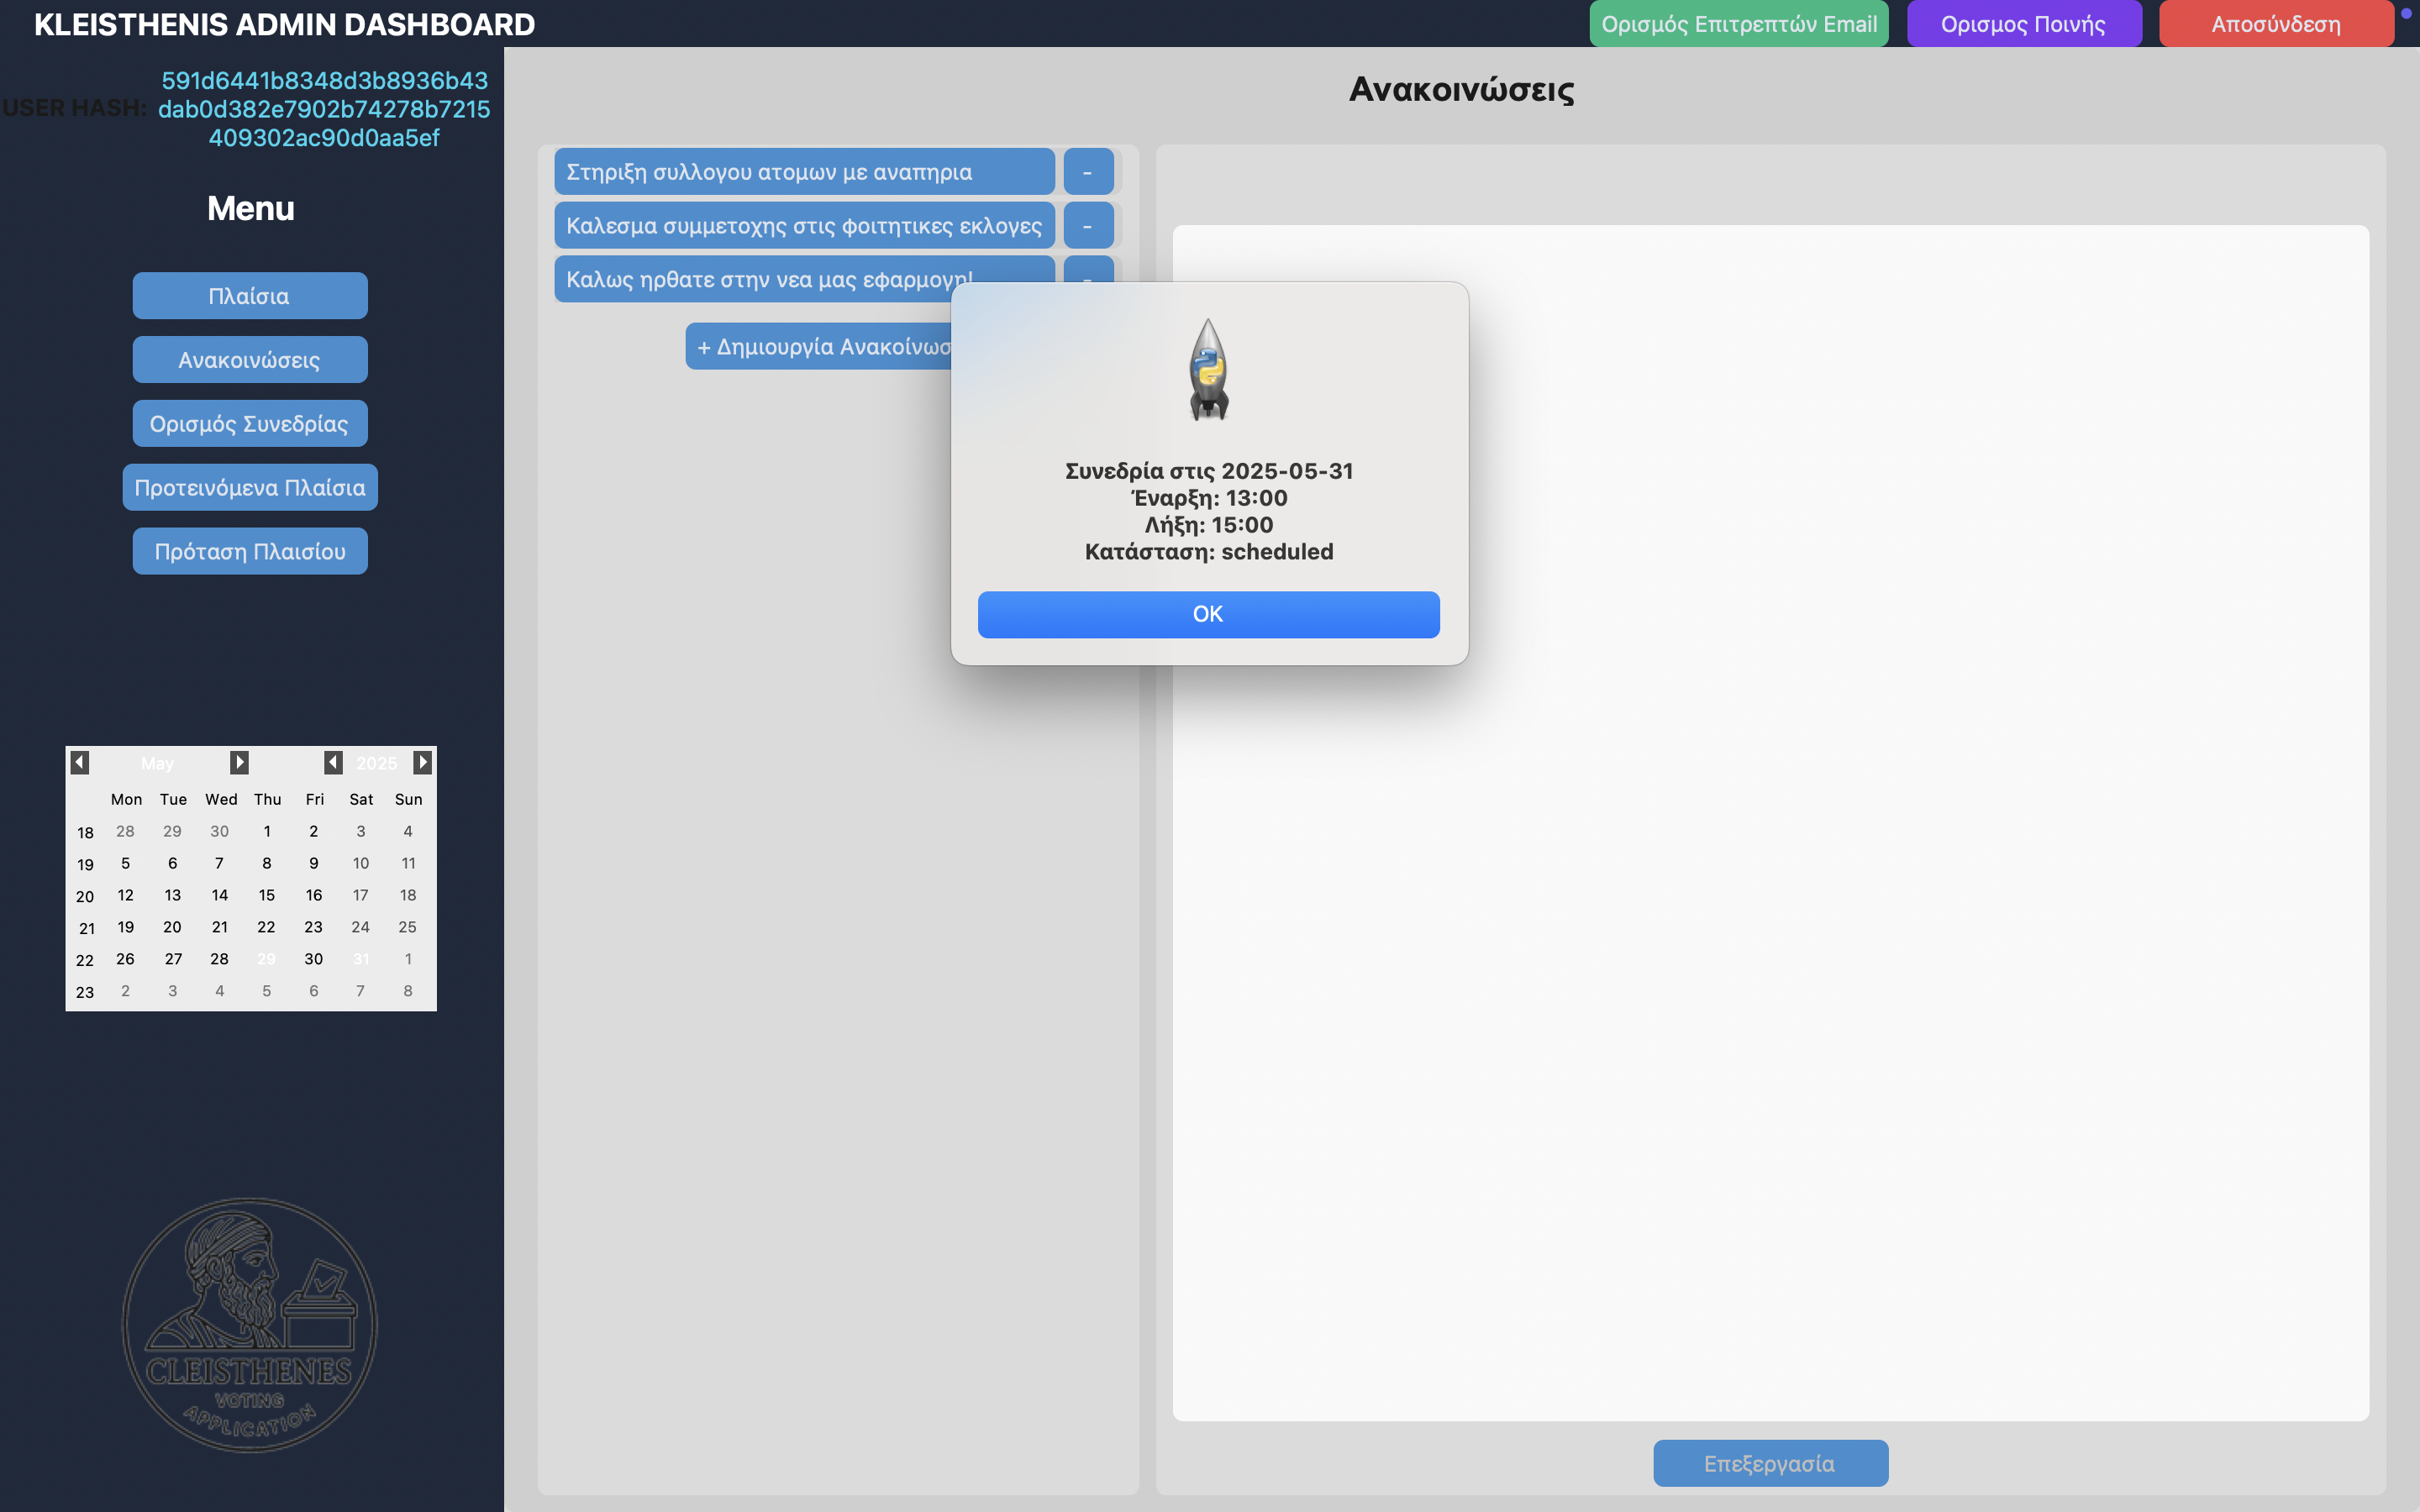 KLEISTHENIS ADMIN DASHBOARD
Ορισμός Επιτρεπτών Email
Ορισμος Ποινής
Αποσύνδεση
USER HASH:
591d6441b8348d3b8936b43
dab0d382e7902b74278b7215
409302ac90d0aa5ef
Menu
Πλαίσια
Ανακοινώσεις
Ορισμός Συνεδρίας
Προτεινόμενα Πλαίσια
Πρόταση Πλαισίου
May 2025
Mon Tue Wed Thu Fri Sat Sun
18 28 29 30 1 2 3 4
19 5 6 7 8 9 10 11
20 12 13 14 15 16 17 18
21 19 20 21 22 23 24 25
22 26 27 28 29 30 31 1
23 2 3 4 5 6 7 8
CLEISTHENES
VOTING
APPLICATION
Ανακοινώσεις
Στηριξη συλλογου ατομων με αναπηρια -
Καλεσμα συμμετοχης στις φοιτητικες εκλογες -
Καλως ηρθατε στην νεα μας εφαρμογη! -
+ Δημιουργία Ανακοίνωσ
Συνεδρία στις 2025-05-31
Έναρξη: 13:00
Λήξη: 15:00
Κατάσταση: scheduled
OK
Επεξεργασία